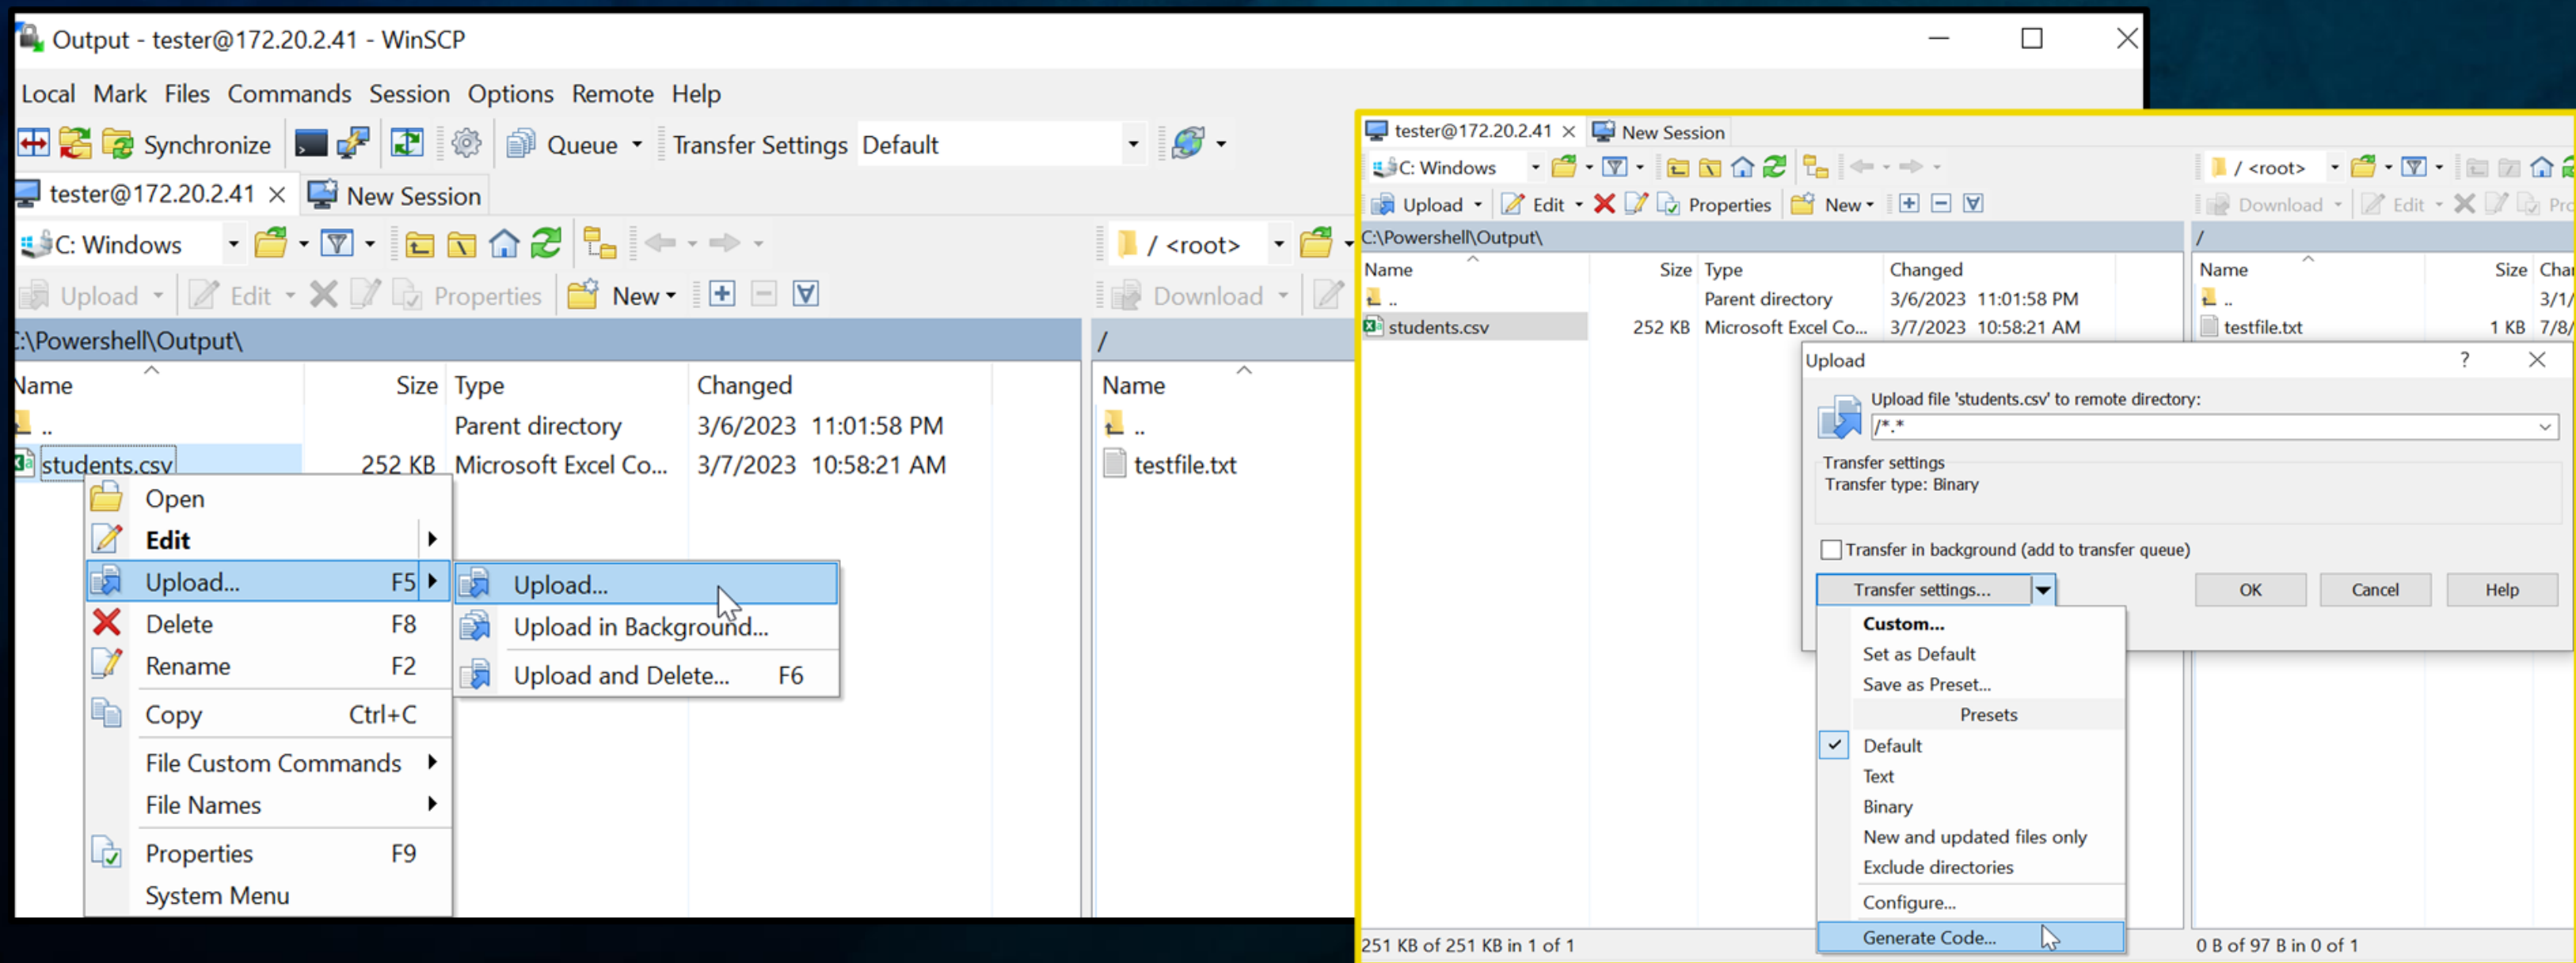 Output - tester@172.20.2.41 - WinSCP
Local Mark Files Commands Session Options Remote Help
Synchronize Queue Transfer Settings Default
tester@172.20.2.41 New Session
C: Windows / <root>
Upload Edit Properties New Download
:\Powershell\Output\ /
Name Size Type Changed Name
.. Parent directory 3/6/2023 11:01:58 PM ..
students.csv 252 KB Microsoft Excel Co... 3/7/2023 10:58:21 AM testfile.txt
Open
Edit
Upload... F5
Delete F8
Rename F2
Copy Ctrl+C
File Custom Commands
File Names
Properties F9
System Menu
Upload...
Upload in Background...
Upload and Delete... F6
tester@172.20.2.41 New Session
C: Windows / <root>
Upload Edit Properties New Download Edit
C:\Powershell\Output\ /
Name Size Type Changed Name Size
.. Parent directory 3/6/2023 11:01:58 PM .. 3/1/
students.csv 252 KB Microsoft Excel Co... 3/7/2023 10:58:21 AM testfile.txt 1 KB 7/8/
Upload ?
Upload file 'students.csv' to remote directory:
/*.*
Transfer settings
Transfer type: Binary
Transfer in background (add to transfer queue)
Transfer settings... OK Cancel Help
Custom...
Set as Default
Save as Preset...
Presets
Default
Text
Binary
New and updated files only
Exclude directories
Configure...
Generate Code...
251 KB of 251 KB in 1 of 1 0 B of 97 B in 0 of 1